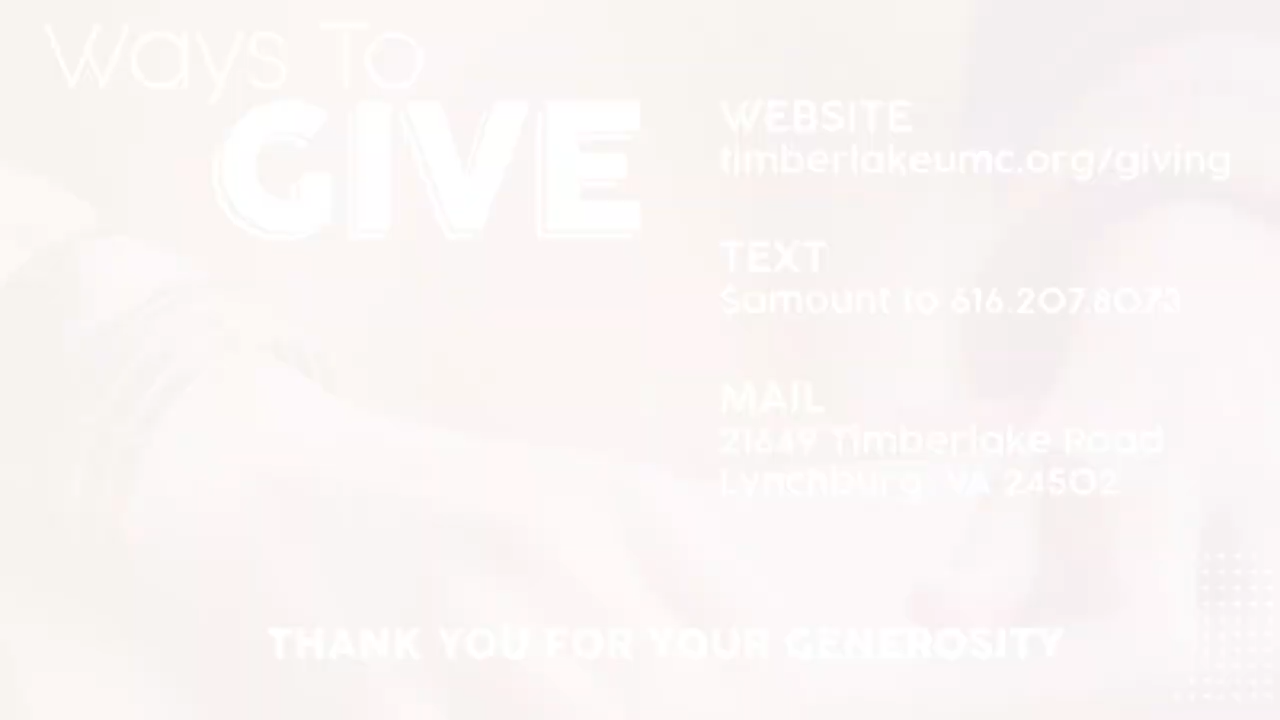 Ways To
GIVE
WEBSITE
timberlakeumc.org/giving
TEXT
$amount to 616.207.8073
MAIL
21649 Timberlake Road
Lynchburg, VA 24502
THANK YOU FOR YOUR GENEROSITY